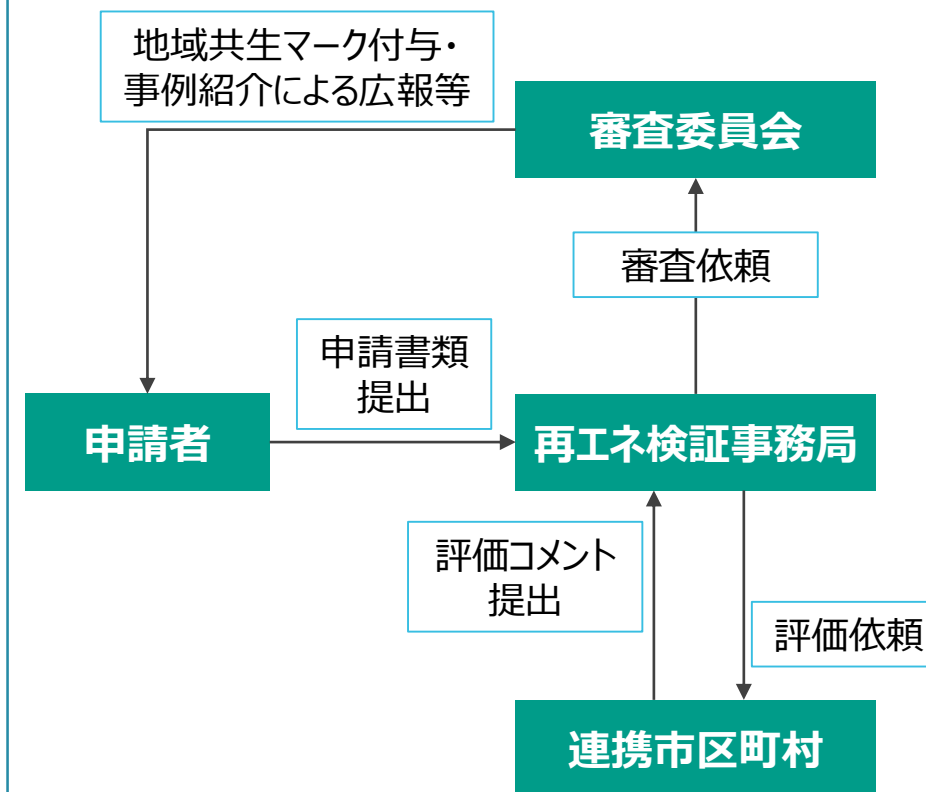 地域共生マーク付与・
事例紹介による広報等
審査委員会
審査依頼
申請書類
提出
申請者
再エネ検証事務局
評価コメント
提出
評価依頼
連携市区町村